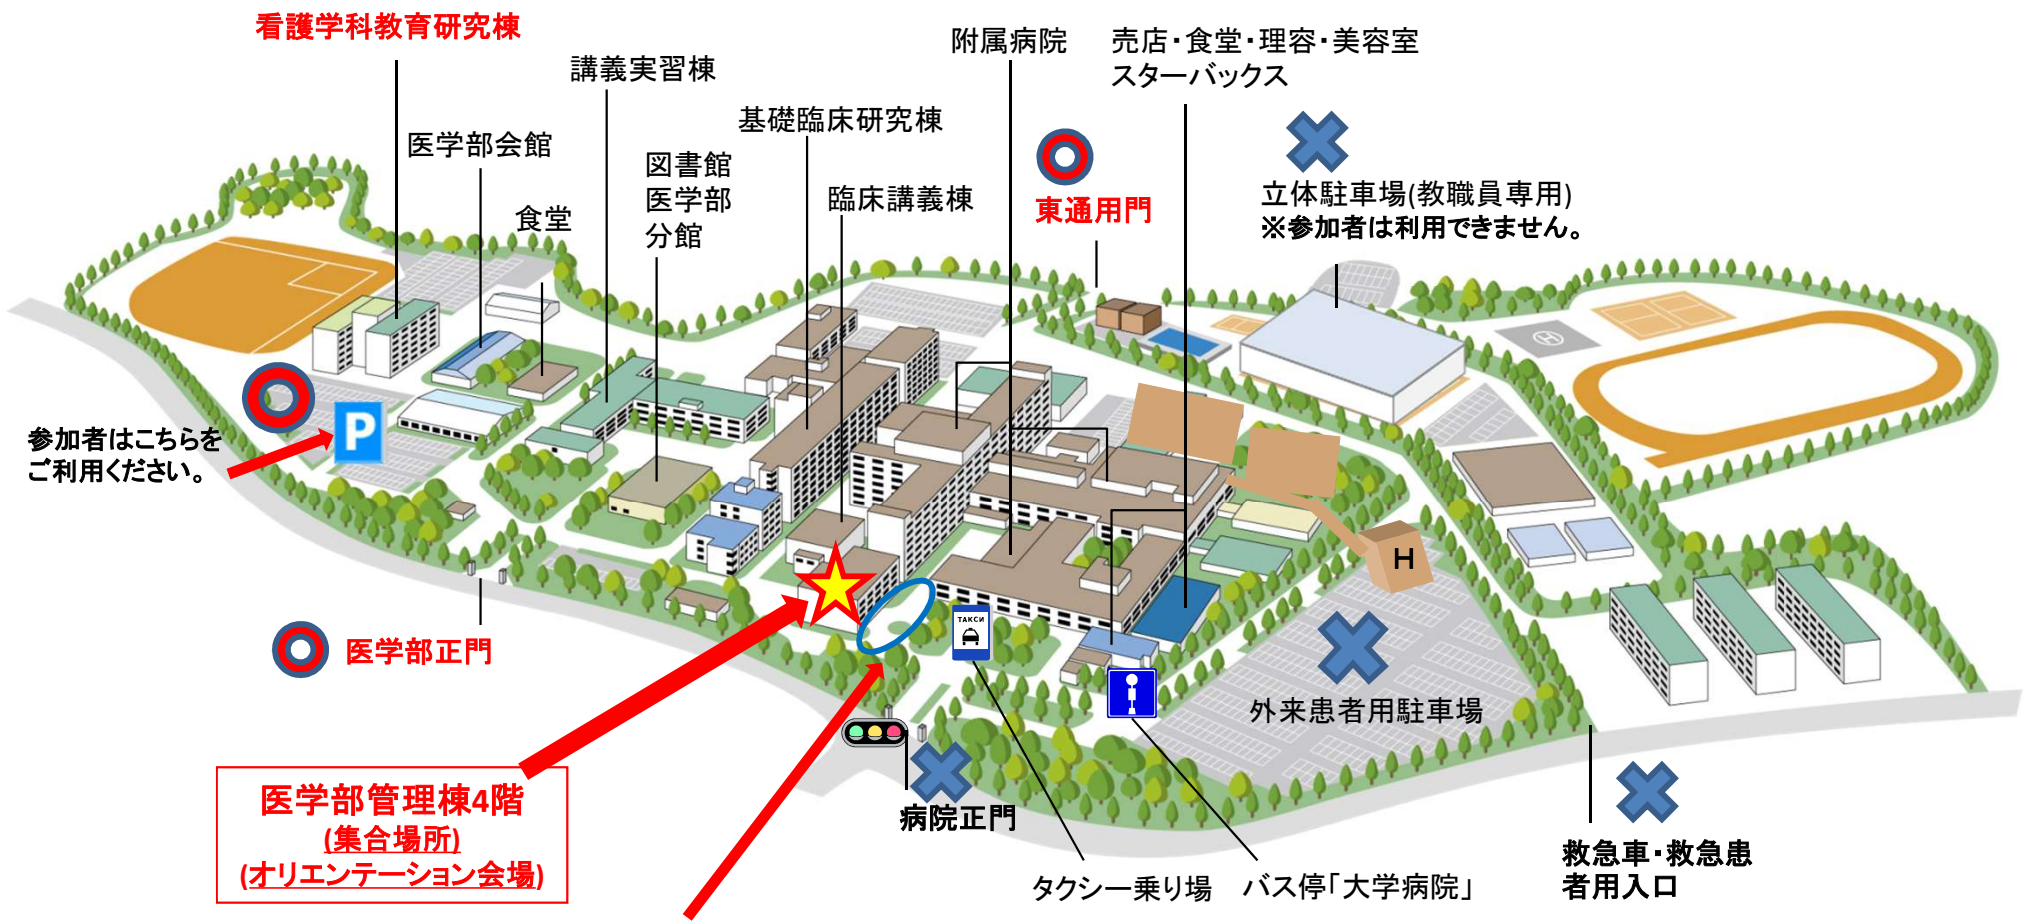 看護学科教育研究棟
講義実習棟
医学部会館
食堂
図書館
医学部
分館
基礎臨床研究棟
臨床講義棟
附属病院
売店・食堂・理容・美容室
スターバックス
東通用門
立体駐車場(教職員専用)
※参加者は利用できません。
参加者はこちらを
ご利用ください。
P
H
H
ТАКСИ
医学部正門
外来患者用駐車場
医学部管理棟4階
(集合場所)
(オリエンテーション会場)
病院正門
タクシー乗り場
バス停「大学病院」
救急車・救急患
者用入口